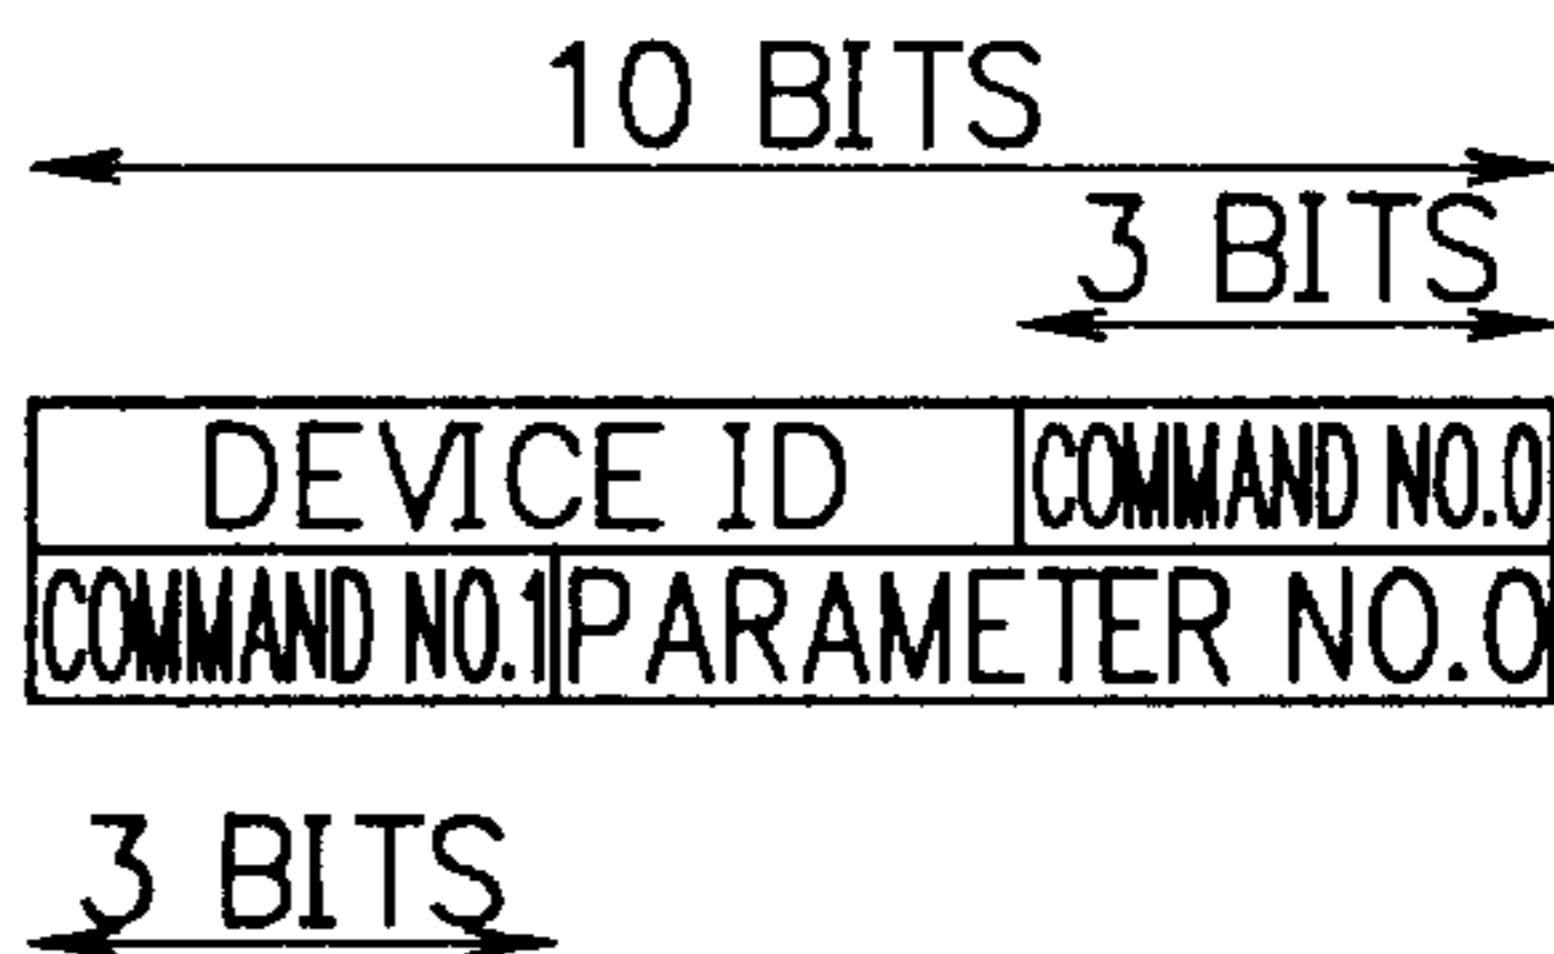 10 BITS
3 BITS
DEVICE ID COMMAND NO.0
COMMAND NO.1 PARAMETER NO.0
3 BITS